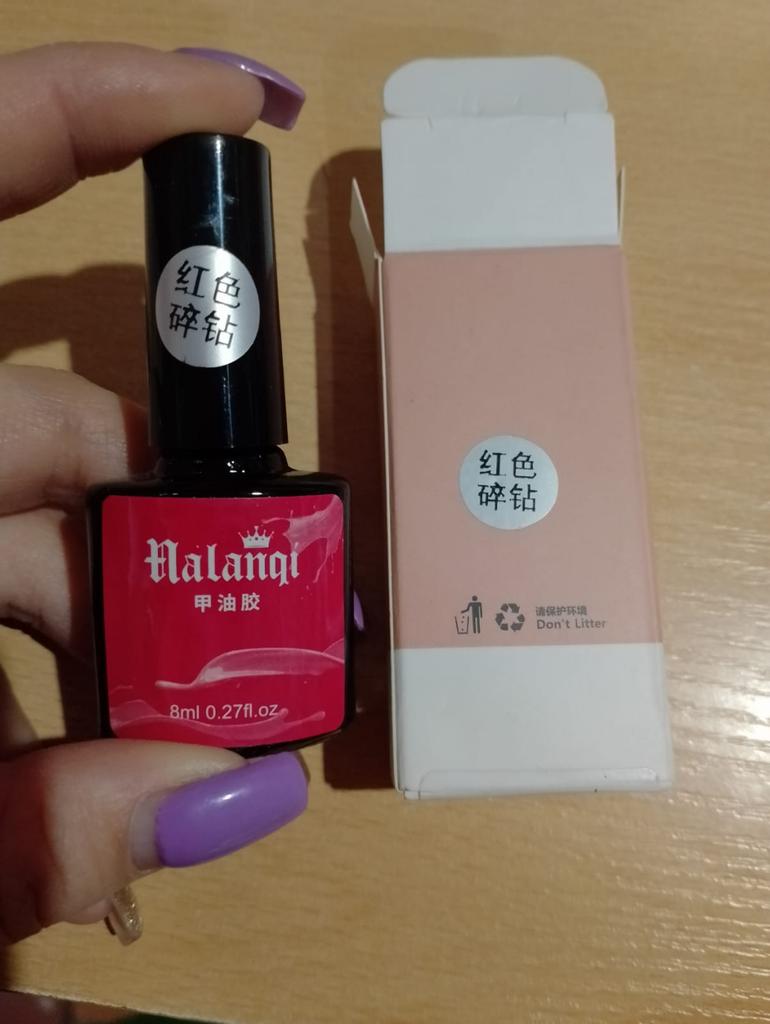 红色
碎钻
Nalanqi
甲油胶
8ml 0.27fl.oz
红色
碎钻
请保护环境
Don't Litter